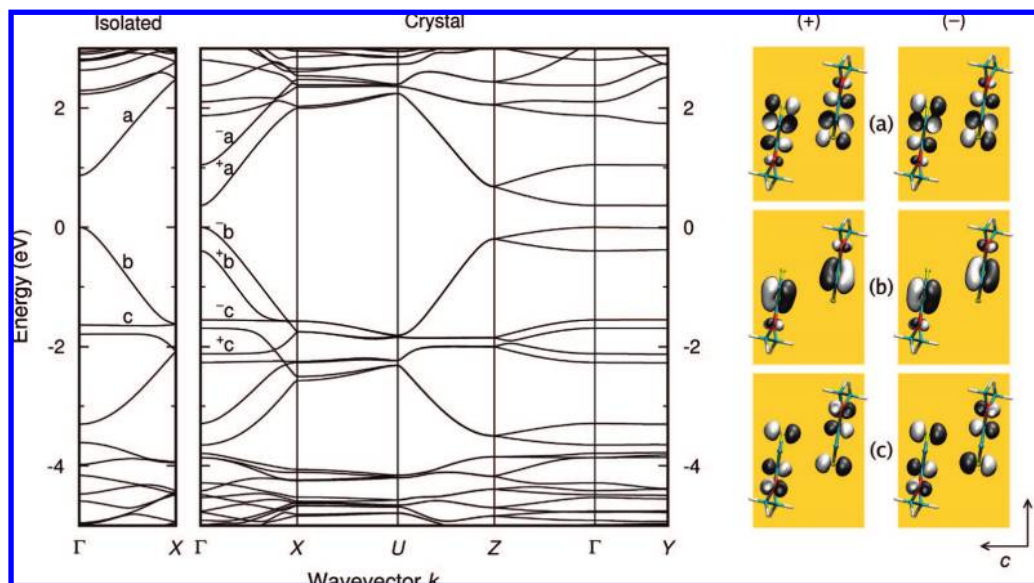 Isolated
Crystal
(+)
(−)
Energy (eV)
2
0
-2
-4
a
b
c
−a
+a
−b
+b
−c
+c
2
0
-2
-4
Γ
X
Γ
X
U
Z
Γ
Y
Wavevector k
(a)
(b)
(c)
c